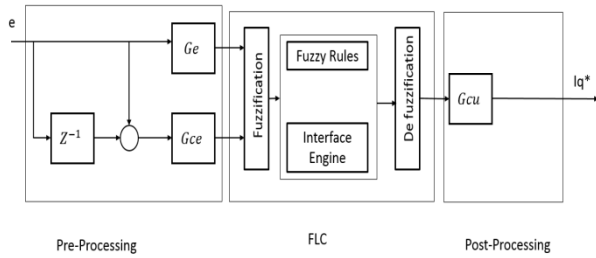 e
Ge
Fuzzification
Fuzzy Rules
De fuzzification
Iq*
Gcu
Z⁻¹
Gce
Interface
Engine
Pre-Processing
FLC
Post-Processing